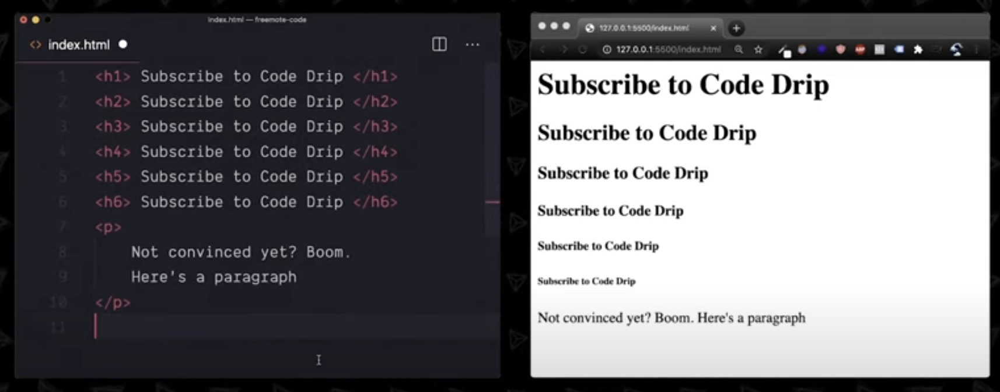 index.html — freemote-code
index.html
1 <h1> Subscribe to Code Drip </h1>
2 <h2> Subscribe to Code Drip </h2>
3 <h3> Subscribe to Code Drip </h3>
4 <h4> Subscribe to Code Drip </h4>
5 <h5> Subscribe to Code Drip </h5>
6 <h6> Subscribe to Code Drip </h6>
7 <p>
8 Not convinced yet? Boom.
9 Here's a paragraph
10 </p>
11
127.0.0.1:5500/index.html
127.0.0.1:5500/index.html
ABP
Subscribe to Code Drip
Subscribe to Code Drip
Subscribe to Code Drip
Subscribe to Code Drip
Subscribe to Code Drip
Subscribe to Code Drip
Not convinced yet? Boom. Here's a paragraph